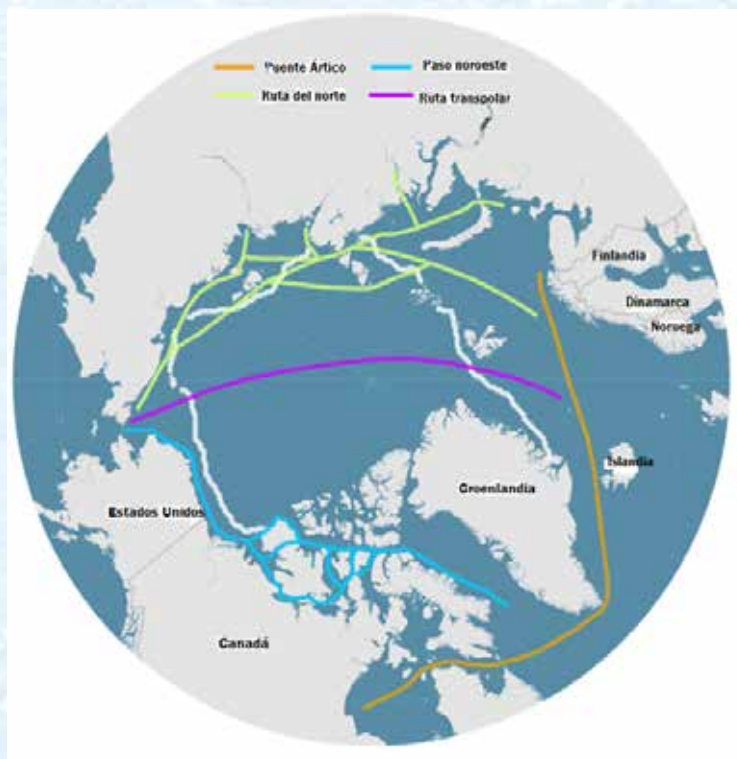 Puente Ártico
Paso noroeste
Ruta del norte
Ruta transpolar
Finlandia
Dinamarca
Noruega
Islandia
Groenlandia
Estados Unidos
Canadá